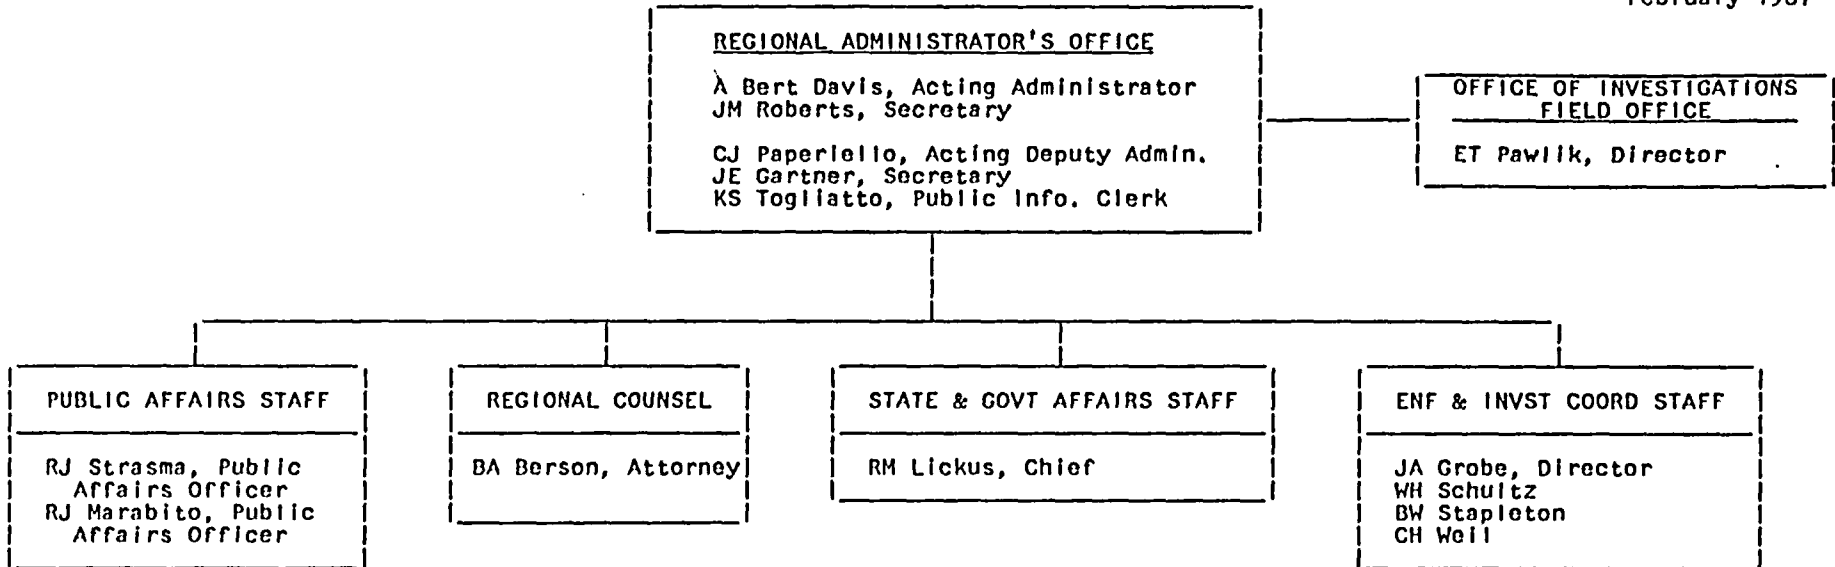 February 1987
REGIONAL ADMINISTRATOR'S OFFICE
A Bert Davis, Acting Administrator
JM Roberts, Secretary
CJ Paperiello, Acting Deputy Admin.
JE Gartner, Secretary
KS Togliatto, Public Info. Clerk
OFFICE OF INVESTIGATIONS
FIELD OFFICE
ET Pawlik, Director
PUBLIC AFFAIRS STAFF
RJ Strasma, Public
Affairs Officer
RJ Marabito, Public
Affairs Officer
REGIONAL COUNSEL
BA Berson, Attorney
STATE & GOVT AFFAIRS STAFF
RM Lickus, Chief
ENF & INVST COORD STAFF
JA Grobe, Director
WH Schultz
BW Stapleton
CH Weil